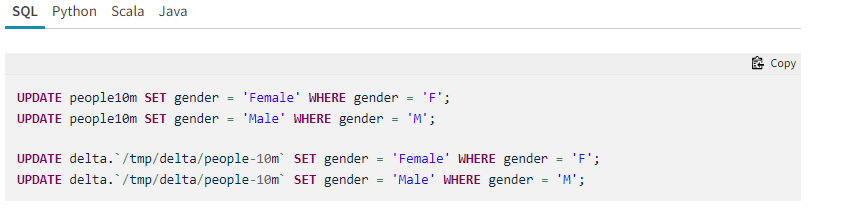 SQL Python Scala Java
Copy
UPDATE people10m SET gender = 'Female' WHERE gender = 'F';
UPDATE people10m SET gender = 'Male' WHERE gender = 'M';
UPDATE delta.`/tmp/delta/people-10m` SET gender = 'Female' WHERE gender = 'F';
UPDATE delta.`/tmp/delta/people-10m` SET gender = 'Male' WHERE gender = 'M';